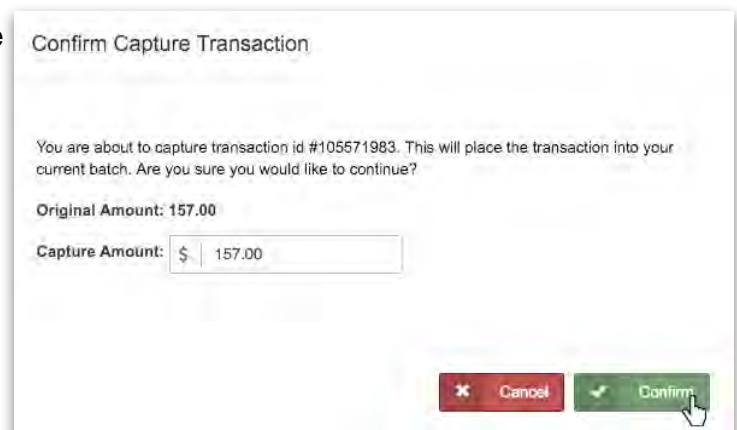 e
Confirm Capture Transaction
You are about to capture transaction id #105571983. This will place the transaction into your
current batch. Are you sure you would like to continue?
Original Amount: 157.00
Capture Amount: $ 157.00
Cancel Confirm